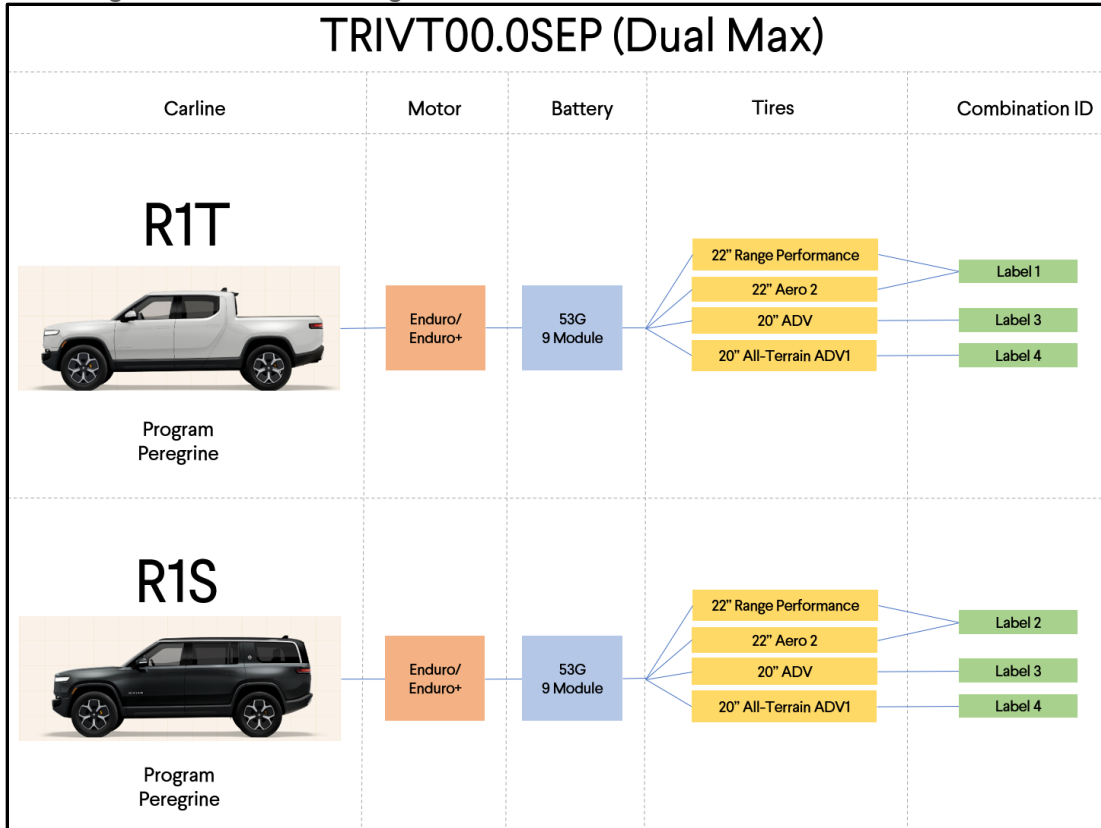 TRIVT00.0SEP (Dual Max)
Carline
Motor
Battery
Tires
Combination ID
R1T
Program
Peregrine
Enduro/
Enduro+
53G
9 Module
22” Range Performance
22” Aero 2
20” ADV
20” All-Terrain ADV1
Label 1
Label 3
Label 4
R1S
Program
Peregrine
Enduro/
Enduro+
53G
9 Module
22” Range Performance
22” Aero 2
20” ADV
20” All-Terrain ADV1
Label 2
Label 3
Label 4